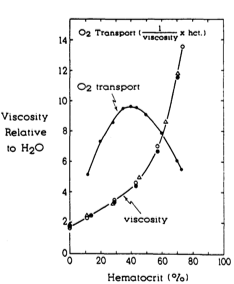 O2 Transport ( 1/viscosity x hct.)
14
12
10
8
6
4
2
0
O2 transport
viscosity
Viscosity
Relative
to H2O
0 20 40 60 80 100
Hematocrit (%)